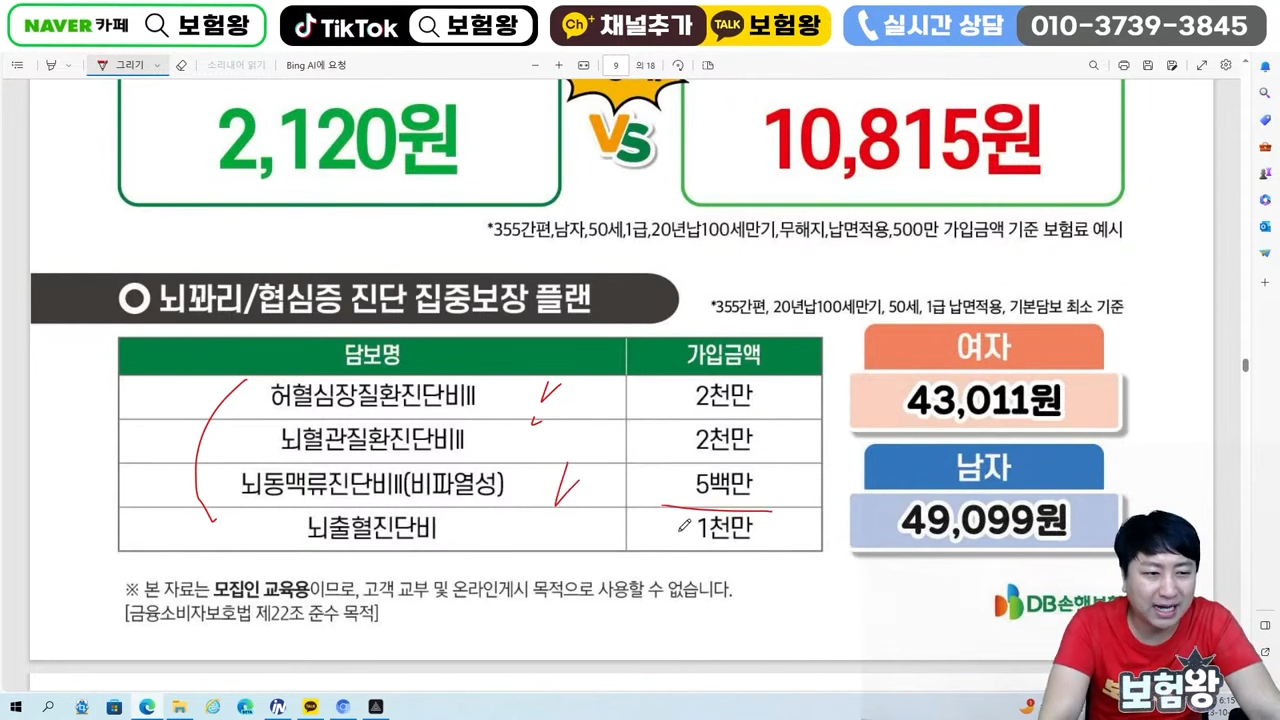 NAVER 카페 보험왕 TikTok 보험왕 Ch+ 채널추가 TALK 보험왕 실시간 상담 010-3739-3845
그리기 소리내어 읽기 Bing AI에 요청 9 의 18
2,120원 VS 10,815원
*355간편,남자,50세,1급,20년납100세만기,무해지,납면적용,500만 가입금액 기준 보험료 예시
뇌꽈리/협심증 진단 집중보장 플랜 *355간편, 20년납100세만기, 50세, 1급 납면적용, 기본담보 최소 기준
담보명 가입금액 여자
허혈심장질환진단비II 2천만 43,011원
뇌혈관질환진단비II 2천만
뇌동맥류진단비II(비파열성) 5백만 남자
뇌출혈진단비 1천만 49,099원
※ 본 자료는 모집인 교육용이므로, 고객 교부 및 온라인게시 목적으로 사용할 수 없습니다.
[금융소비자보호법 제22조 준수 목적]
DB손해보험
보험왕